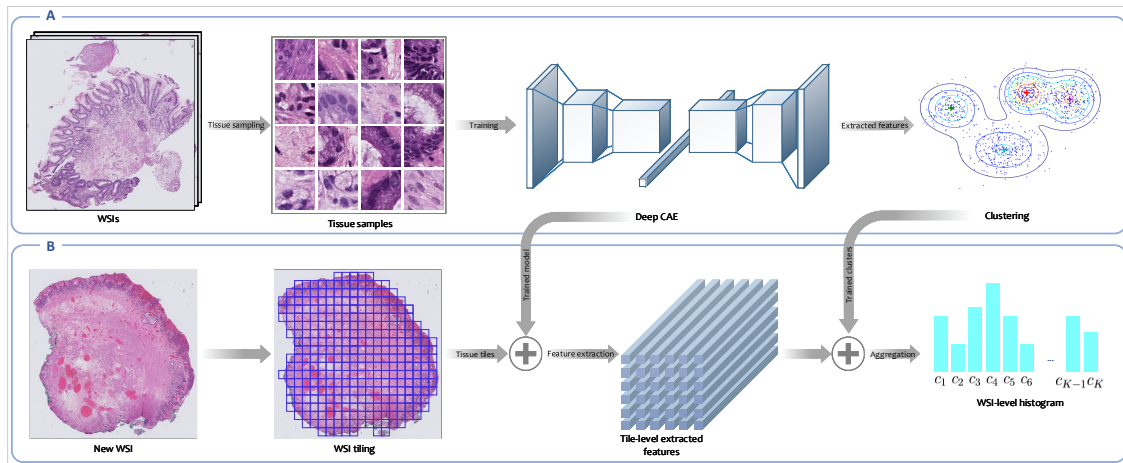 A
Tissue sampling
Training
Extracted features
WSIs
Tissue samples
Deep CAE
Clustering
B
Trained model
Trained clusters
Tissue tiles
Feature extraction
Aggregation
c1 c2 c3 c4 c5 c6 ... cK-1 cK
New WSI
WSI tiling
Tile-level extracted
features
WSI-level histogram